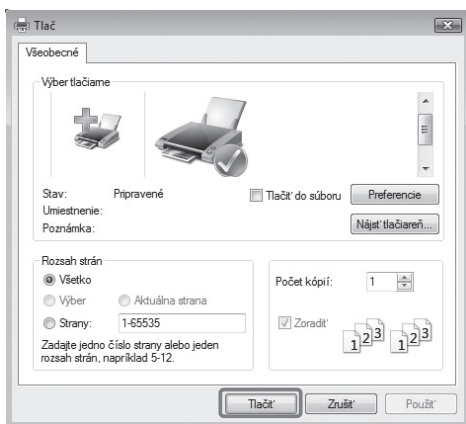 Tlač
Všeobecné
Výber tlačiarne
Stav: Pripravené
Tlačiť do súboru
Preferencie
Umiestnenie:
Poznámka:
Nájsť tlačiareň...
Rozsah strán
Všetko
Výber
Aktuálna strana
Strany: 1-65535
Zadajte jedno číslo strany alebo jeden
rozsah strán, napríklad 5-12.
Počet kópií: 1
Zoradiť
1 2 3 1 2 3
Tlačiť Zrušiť Použiť